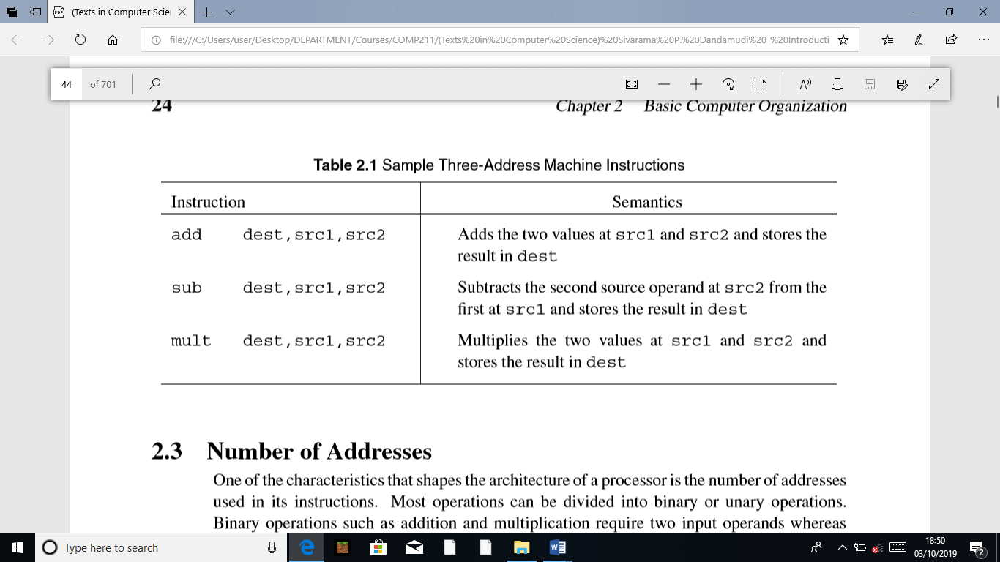 (Texts in Computer Scien
file:///C:/Users/user/Desktop/DEPARTMENT/Courses/COMP211/(Texts%20in%20Computer%20Science)%20Sivarama%20P.%20Dandamudi%20-%20Introducti
44 of 701
24 Chapter 2 Basic Computer Organization
Table 2.1 Sample Three-Address Machine Instructions
Instruction Semantics
add dest,src1,src2 Adds the two values at src1 and src2 and stores the
result in dest
sub dest,src1,src2 Subtracts the second source operand at src2 from the
first at src1 and stores the result in dest
mult dest,src1,src2 Multiplies the two values at src1 and src2 and
stores the result in dest
2.3 Number of Addresses
One of the characteristics that shapes the architecture of a processor is the number of addresses
used in its instructions. Most operations can be divided into binary or unary operations.
Binary operations such as addition and multiplication require two input operands whereas
Type here to search
18:50
03/10/2019
2